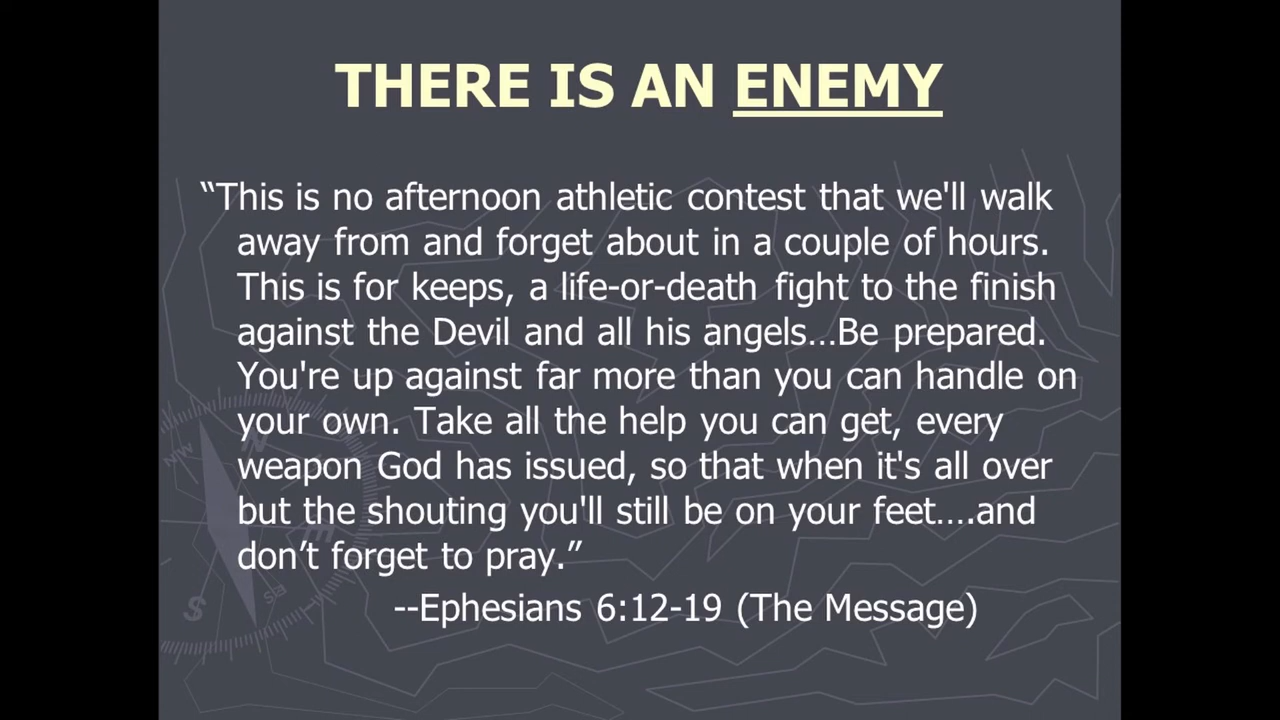 THERE IS AN ENEMY
“This is no afternoon athletic contest that we'll walk
away from and forget about in a couple of hours.
This is for keeps, a life-or-death fight to the finish
against the Devil and all his angels…Be prepared.
You're up against far more than you can handle on
your own. Take all the help you can get, every
weapon God has issued, so that when it's all over
but the shouting you'll still be on your feet….and
don’t forget to pray.”
--Ephesians 6:12-19 (The Message)
NW
N
E
SE
S